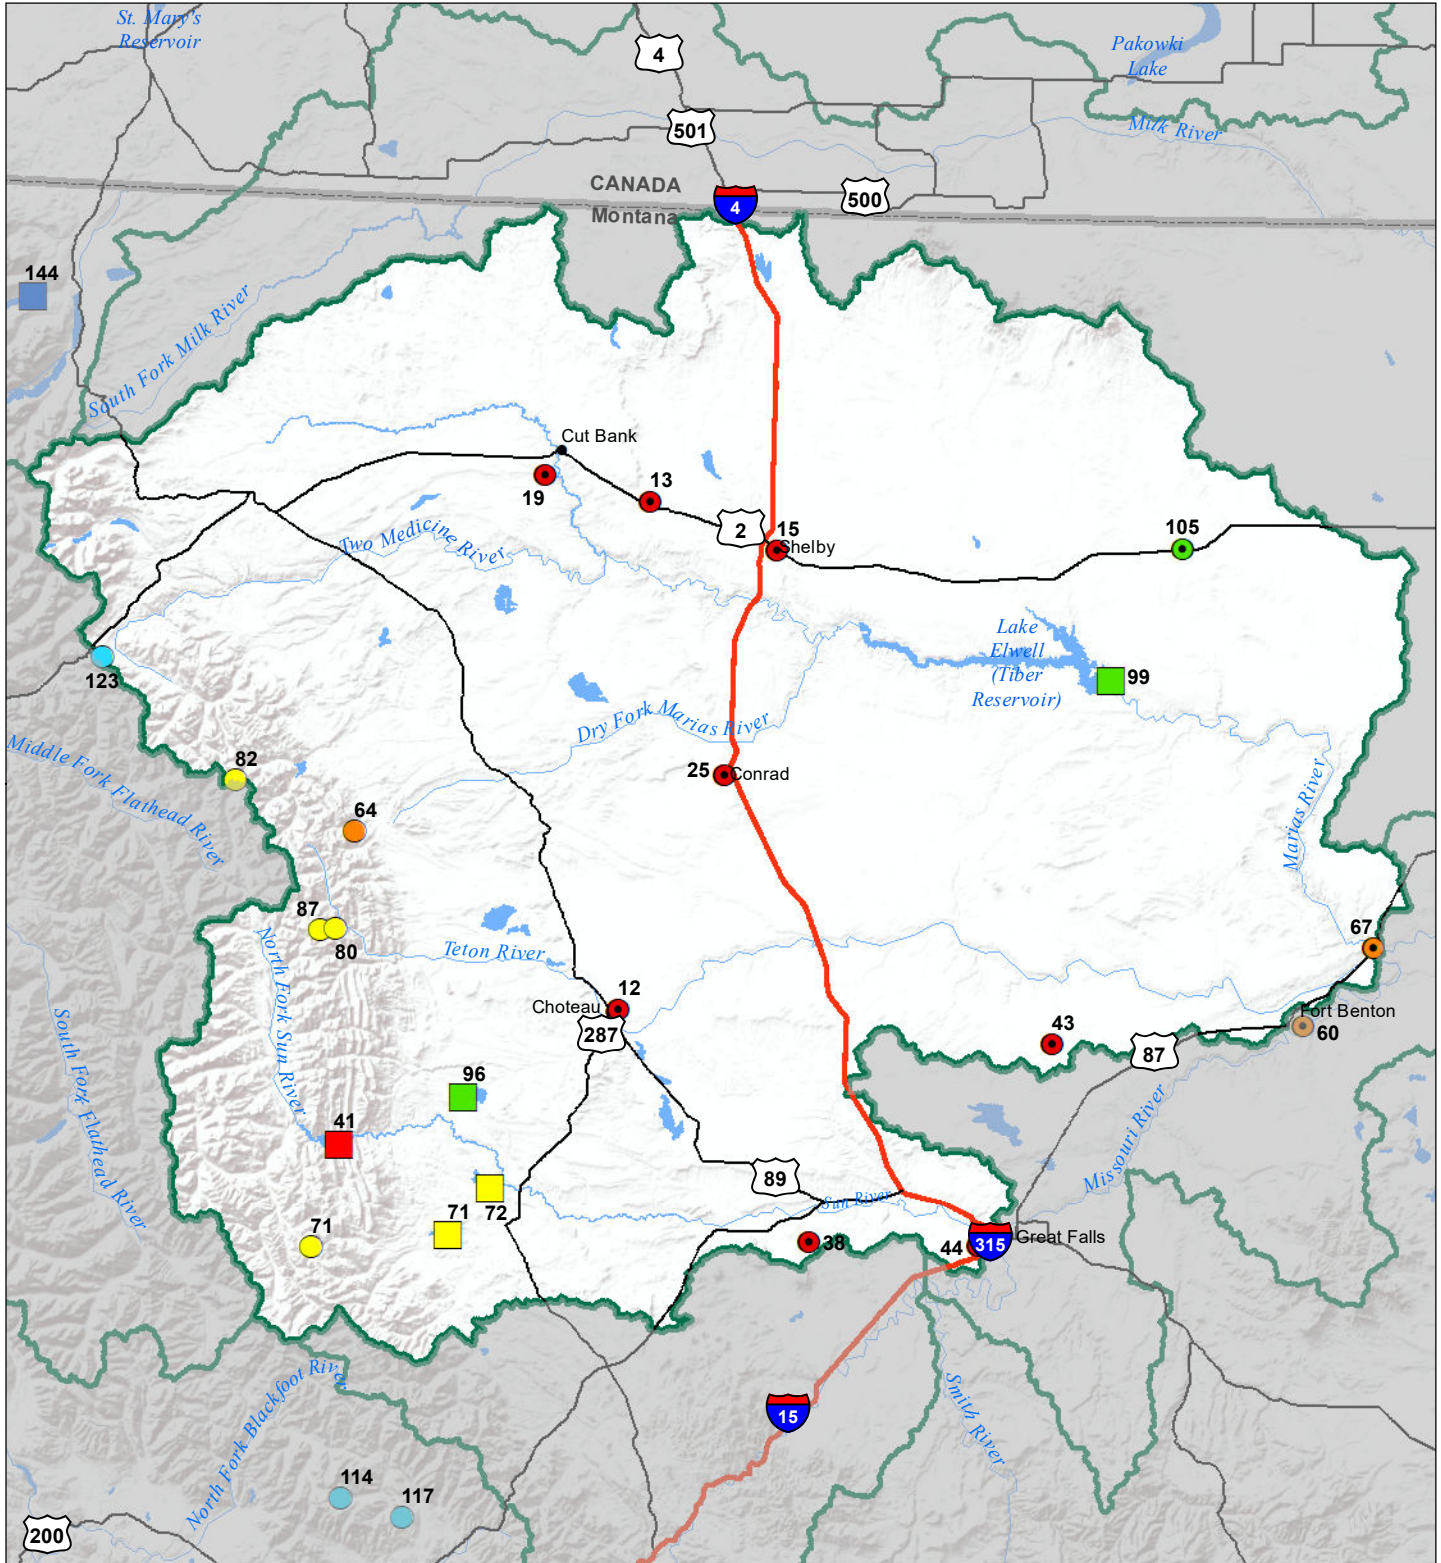 St. Mary's
Reservoir
4
Pakowki
Lake
501
Milk River
CANADA
Montana
4
500
144
South Fork Milk River
Cut Bank
19
13
2
15
Shelby
105
Two Medicine River
Lake
Elwell
(Tiber
Reservoir)
99
123
Dry Fork Marias River
Middle Fork Flathead River
82
25
Conrad
64
Marias River
87
80
North Fork Sun River
Teton River
67
12
Choteau
287
Fort Benton
60
43
87
South Fork Flathead River
96
41
Missouri River
89
72
71
71
Sun River
38
44
315
Great Falls
North Fork Blackfoot River
15
Smith River
114
117
200